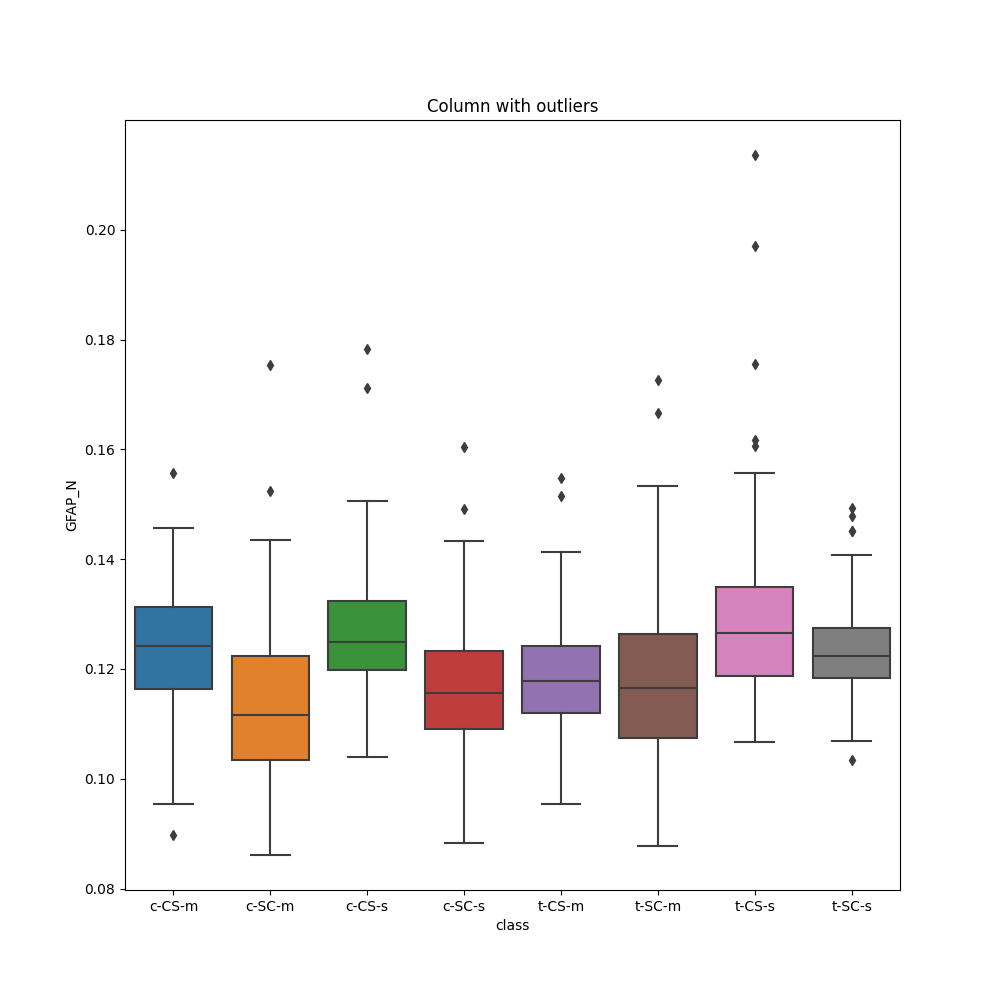 Column with outliers
GFAP_N
0.20
0.18
0.16
0.14
0.12
0.10
0.08
c-CS-m c-SC-m c-CS-s c-SC-s t-CS-m t-SC-m t-CS-s t-SC-s
class